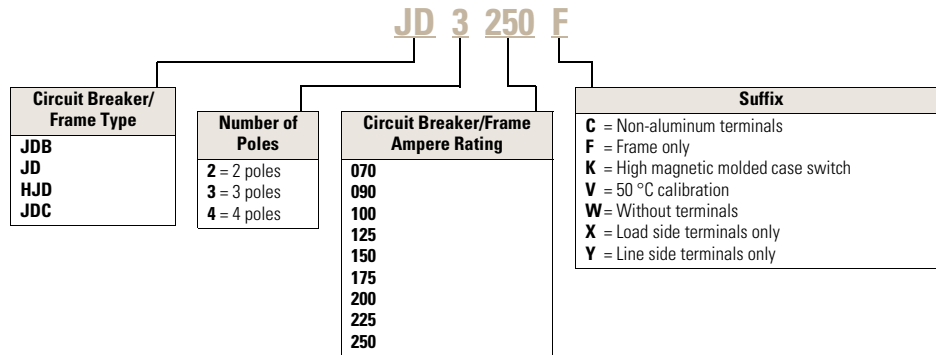 JD 3 250 F
Circuit Breaker/
Frame Type
JDB
JD
HJD
JDC
Number of
Poles
2 = 2 poles
3 = 3 poles
4 = 4 poles
Circuit Breaker/Frame
Ampere Rating
070
090
100
125
150
175
200
225
250
Suffix
C = Non-aluminum terminals
F = Frame only
K = High magnetic molded case switch
V = 50 °C calibration
W = Without terminals
X = Load side terminals only
Y = Line side terminals only